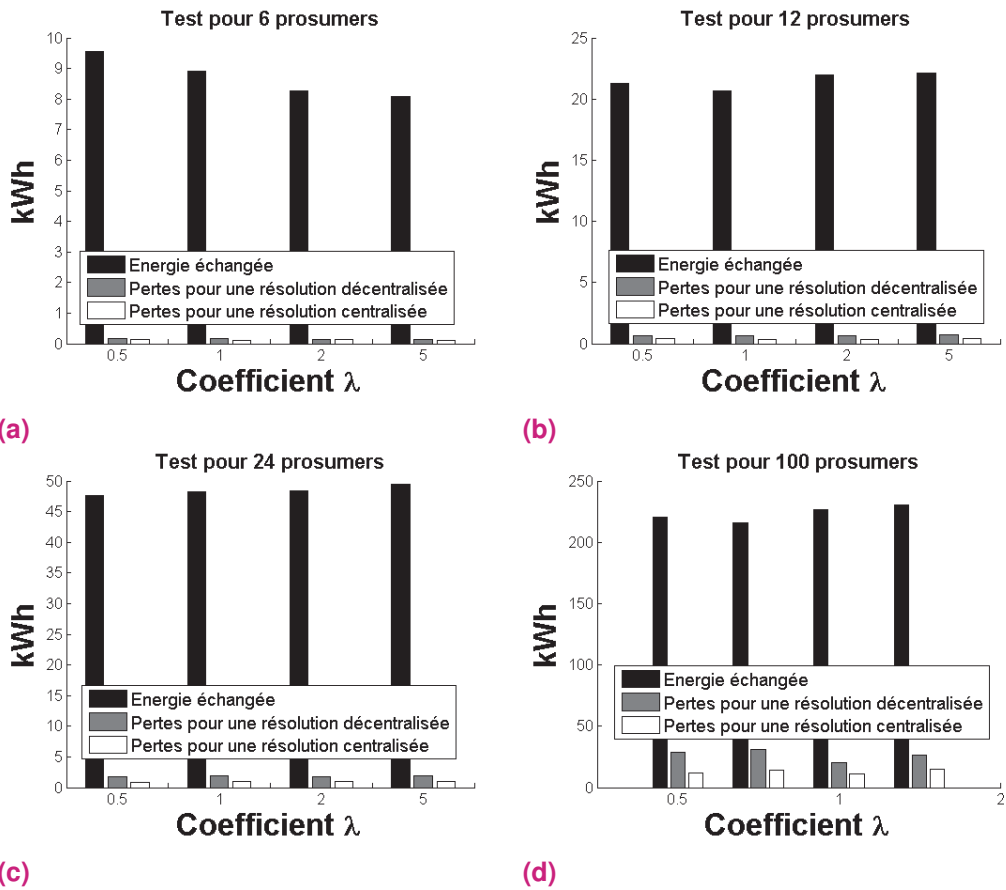 Test pour 6 prosumers
10
9
8
7
6
5
4
3
2
1
0
kWh
Energie échangée
Pertes pour une résolution décentralisée
Pertes pour une résolution centralisée
0.5 1 2 5
Coefficient λ
(a)
Test pour 12 prosumers
25
20
15
10
5
0
kWh
Energie échangée
Pertes pour une résolution décentralisée
Pertes pour une résolution centralisée
0.5 1 2 5
Coefficient λ
(b)
Test pour 24 prosumers
50
45
40
35
30
25
20
15
10
5
0
kWh
Energie échangée
Pertes pour une résolution décentralisée
Pertes pour une résolution centralisée
0.5 1 2 5
Coefficient λ
(c)
Test pour 100 prosumers
250
200
150
100
50
0
kWh
Energie échangée
Pertes pour une résolution décentralisée
Pertes pour une résolution centralisée
0.5 1 2
Coefficient λ
(d)